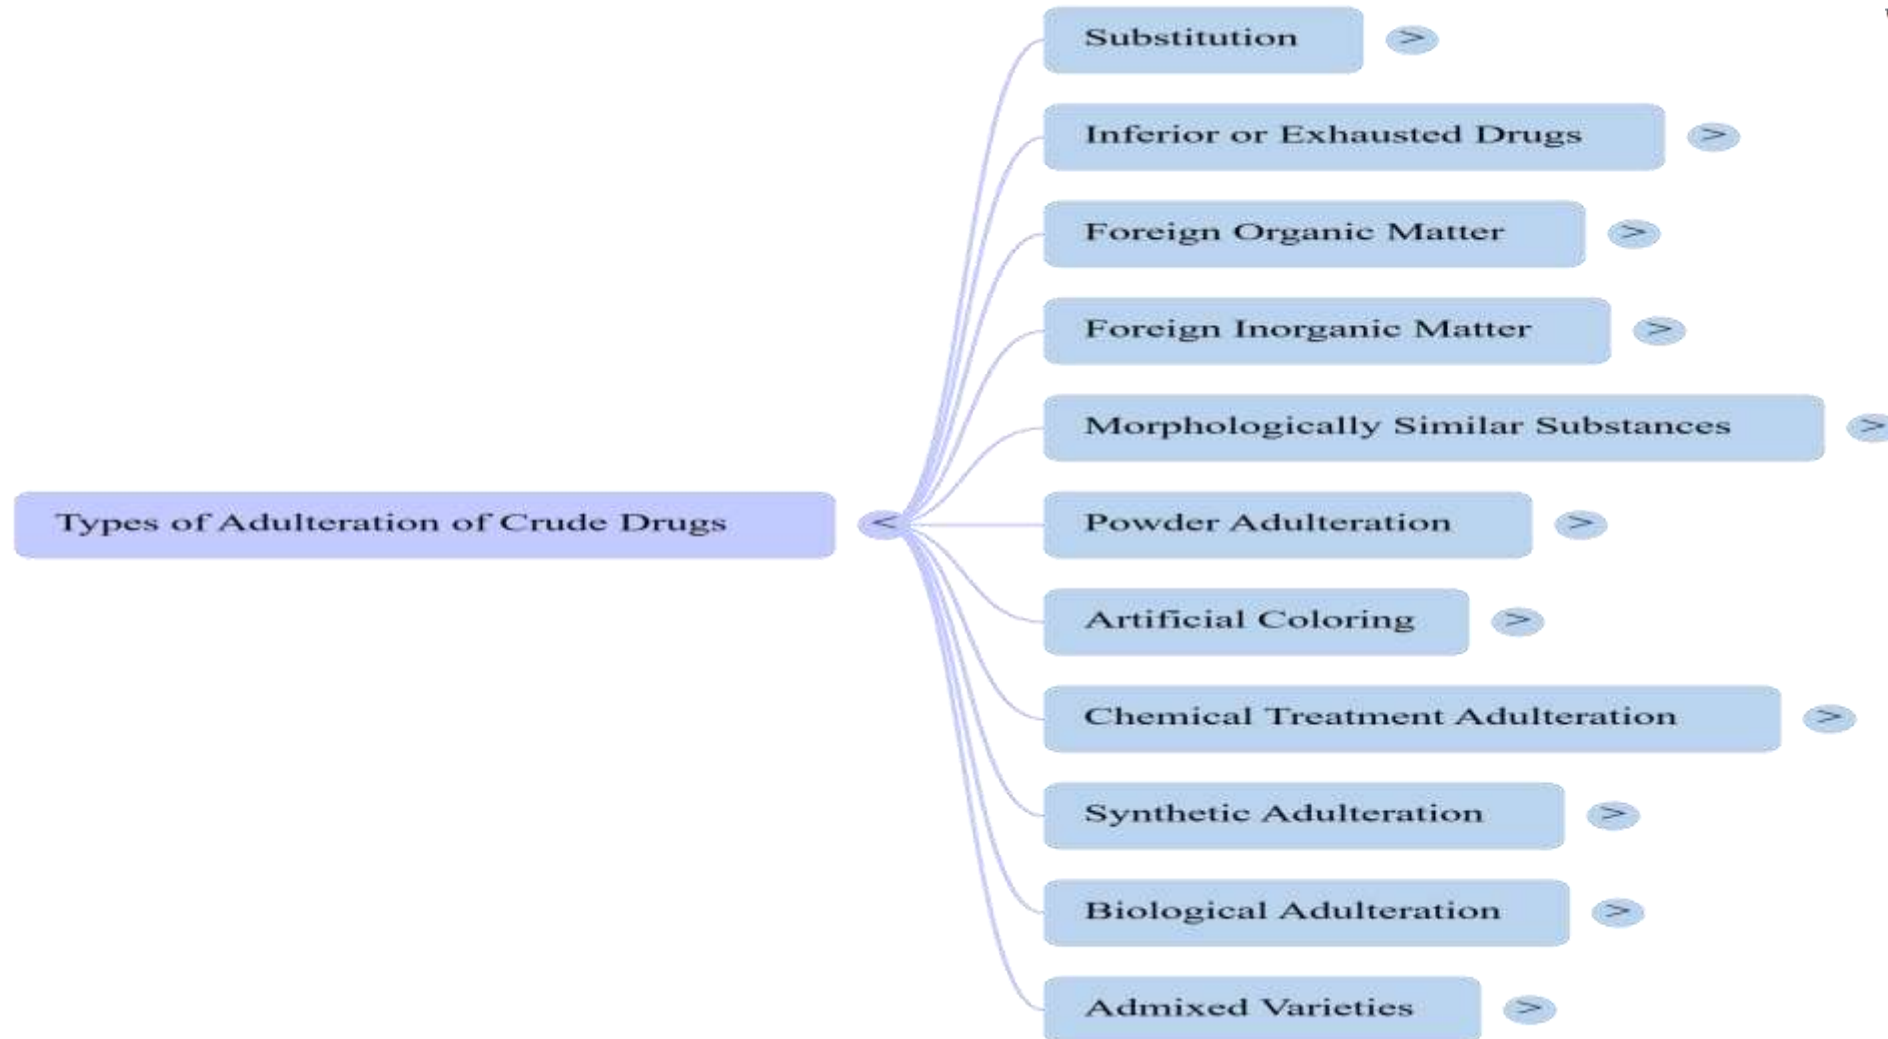 Substitution >
Inferior or Exhausted Drugs >
Foreign Organic Matter >
Foreign Inorganic Matter >
Morphologically Similar Substances >
Types of Adulteration of Crude Drugs <
Powder Adulteration >
Artificial Coloring >
Chemical Treatment Adulteration >
Synthetic Adulteration >
Biological Adulteration >
Admixed Varieties >